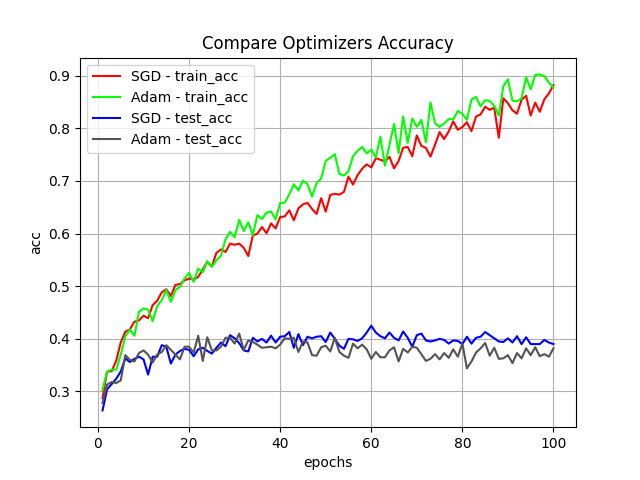 Compare Optimizers Accuracy
SGD - train_acc
Adam - train_acc
SGD - test_acc
Adam - test_acc
0.9
0.8
0.7
0.6
0.5
0.4
0.3
acc
0 20 40 60 80 100
epochs